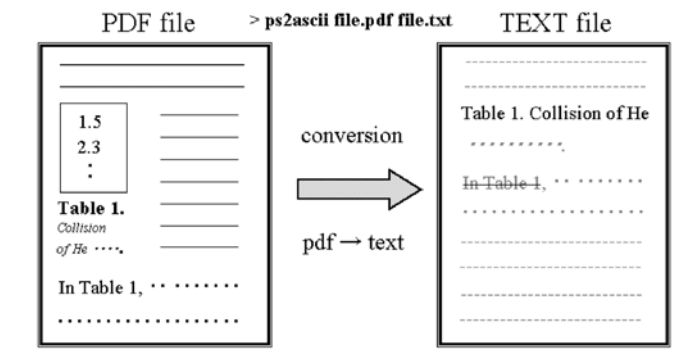 PDF file
> ps2ascii file.pdf file.txt
TEXT file
1.5
2.3
:
Table 1.
Collision
of He ····.
In Table 1, ·· ·······
····················
conversion
pdf → text
Table 1. Collision of He
··········.
In Table 1, ·· ·······
····················